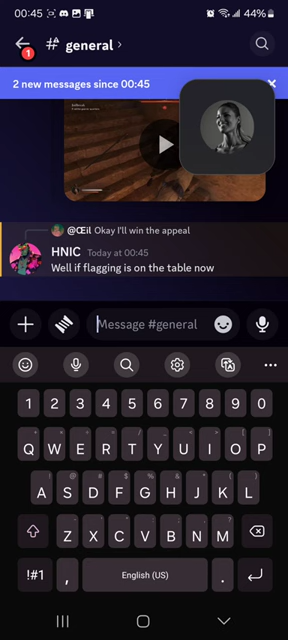 00:45 44%
1
# general ›
2 new messages since 00:45
@Œil Okay I'll win the appeal
HNIC Today at 00:45
Well if flagging is on the table now
Message #general
1 2 3 4 5 6 7 8 9 0
Q W E R T Y U I O P
A S D F G H J K L
Z X C V B N M
!#1 , English (US) .